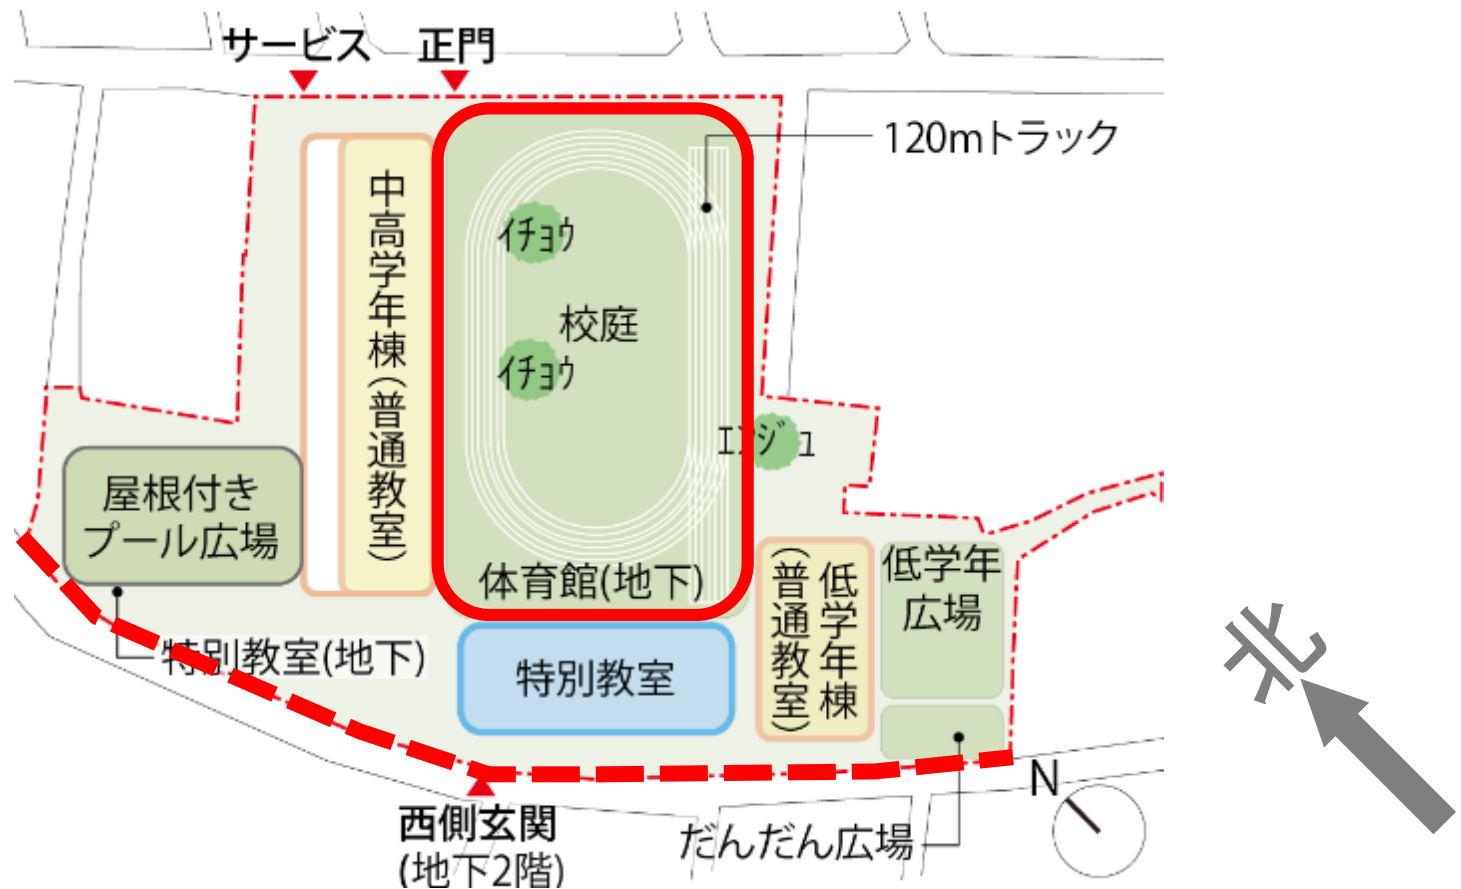 サービス
正門
120mトラック
中高学年棟(普通教室)
ｲﾁｮｳ
校庭
ｲﾁｮｳ
ｴﾝｼﾞｭ
屋根付き
プール広場
体育館(地下)
低学年棟
(普通教室)
低学年
広場
特別教室(地下)
特別教室
北
N
西側玄関
(地下2階)
だんだん広場